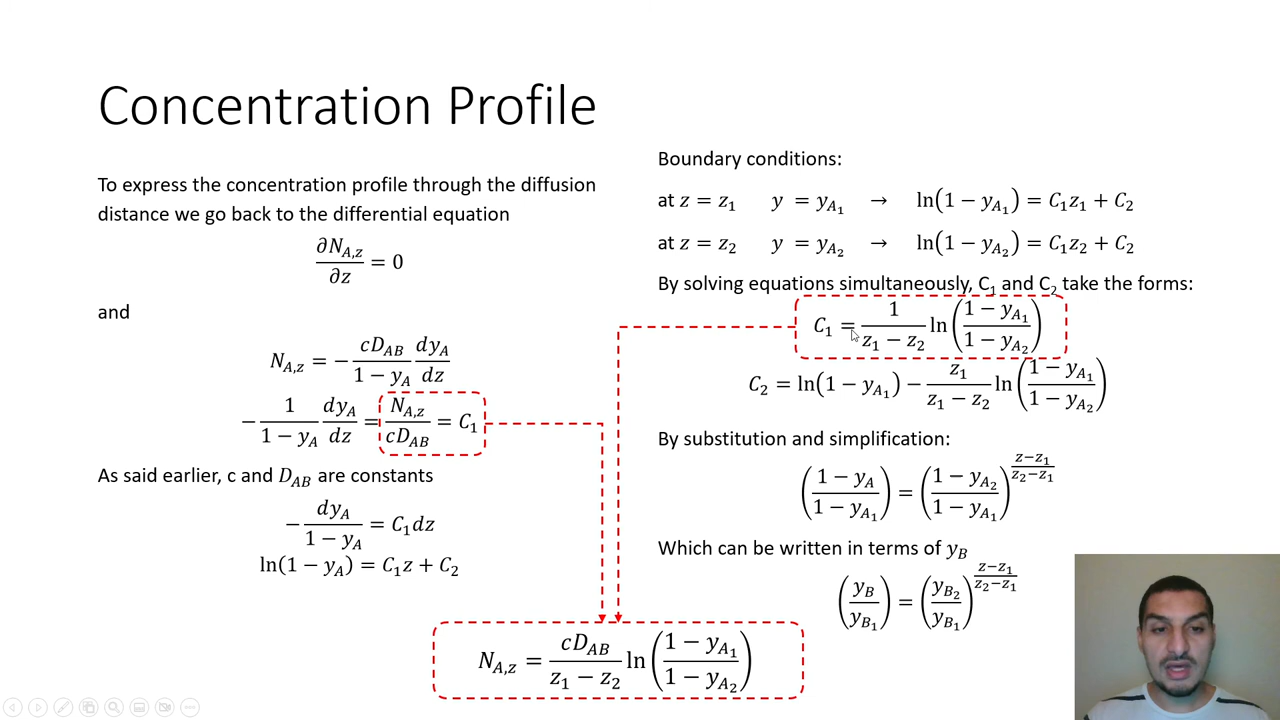 Concentration Profile
To express the concentration profile through the diffusion
distance we go back to the differential equation
∂N_{A,z}/∂z = 0
and
N_{A,z} = − cD_{AB}/(1 − y_A) dy_A/dz
− 1/(1 − y_A) dy_A/dz = N_{A,z}/cD_{AB} = C_1
As said earlier, c and D_{AB} are constants
− dy_A/(1 − y_A) = C_1 dz
ln(1 − y_A) = C_1 z + C_2
Boundary conditions:
at z = z_1 y = y_{A_1} → ln(1 − y_{A_1}) = C_1 z_1 + C_2
at z = z_2 y = y_{A_2} → ln(1 − y_{A_2}) = C_1 z_2 + C_2
By solving equations simultaneously, C_1 and C_2 take the forms:
C_1 = 1/(z_1 − z_2) ln((1 − y_{A_1})/(1 − y_{A_2}))
C_2 = ln(1 − y_{A_1}) − z_1/(z_1 − z_2) ln((1 − y_{A_1})/(1 − y_{A_2}))
By substitution and simplification:
((1 − y_A)/(1 − y_{A_1})) = ((1 − y_{A_2})/(1 − y_{A_1}))^{(z − z_1)/(z_2 − z_1)}
Which can be written in terms of y_B
(y_B/y_{B_1}) = (y_{B_2}/y_{B_1})^{(z − z_1)/(z_2 − z_1)}
N_{A,z} = cD_{AB}/(z_1 − z_2) ln((1 − y_{A_1})/(1 − y_{A_2}))